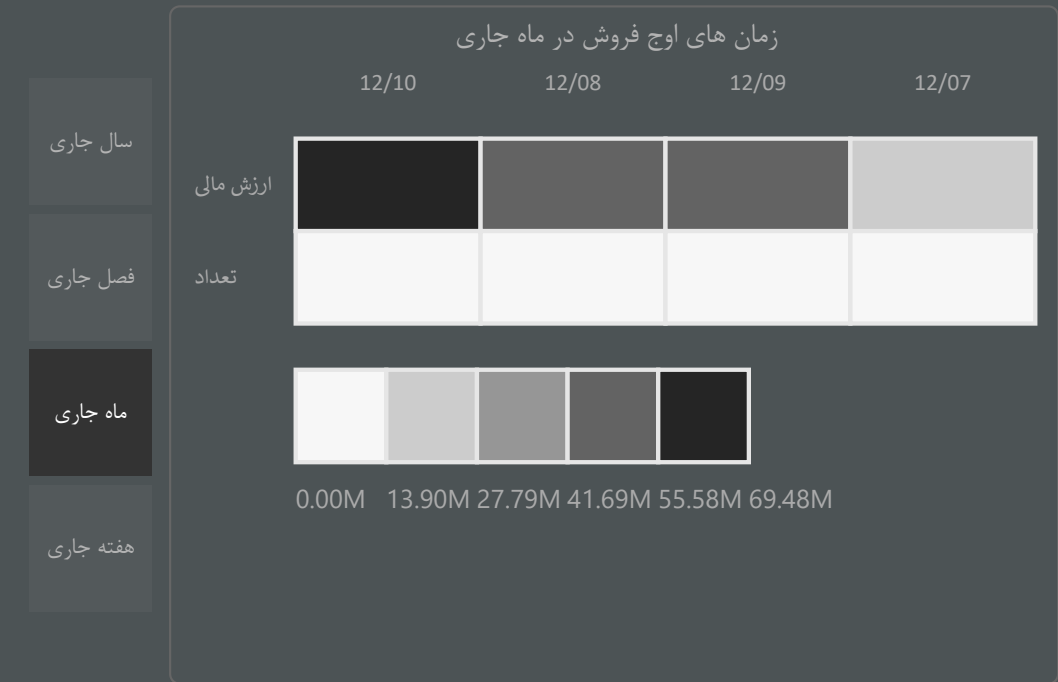 زمان های اوج فروش در ماه جاری
12/10 12/08 12/09 12/07
ارزش مالی
تعداد
0.00M 13.90M 27.79M 41.69M 55.58M 69.48M
سال جاری
فصل جاری
ماه جاری
هفته جاری